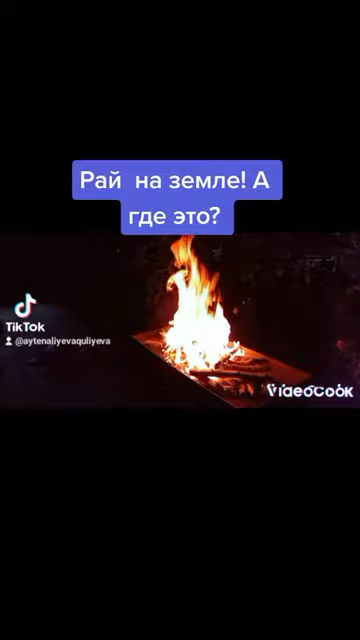 Рай на земле! А
где это?
TikTok
@aytenaliyevaquliyeva
VIDEOCOOK